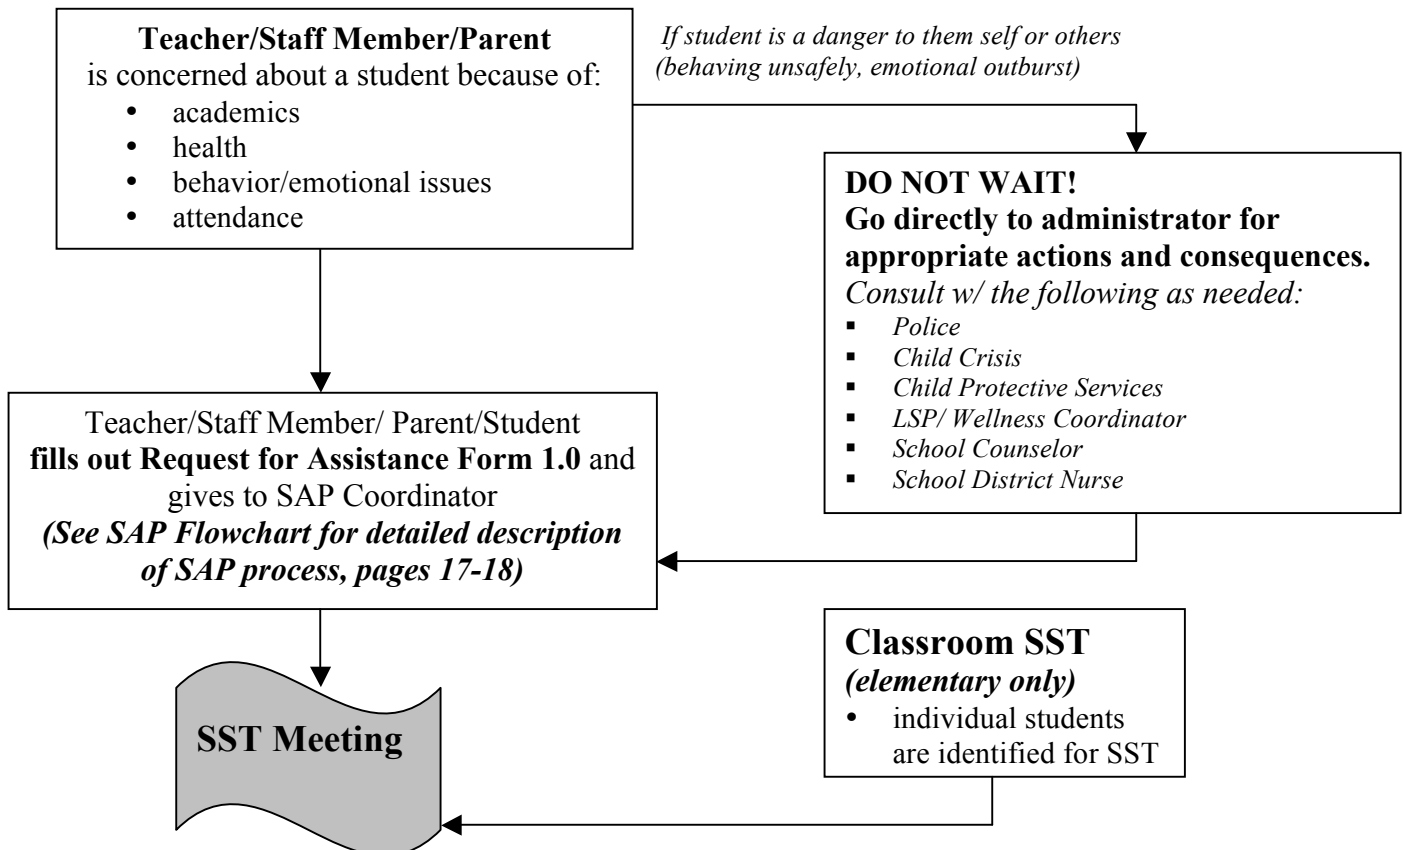 Teacher/Staff Member/Parent
is concerned about a student because of:
• academics
• health
• behavior/emotional issues
• attendance
If student is a danger to them self or others
(behaving unsafely, emotional outburst)
DO NOT WAIT!
Go directly to administrator for
appropriate actions and consequences.
Consult w/ the following as needed:
▪ Police
▪ Child Crisis
▪ Child Protective Services
▪ LSP/ Wellness Coordinator
▪ School Counselor
▪ School District Nurse
Teacher/Staff Member/ Parent/Student
fills out Request for Assistance Form 1.0 and
gives to SAP Coordinator
(See SAP Flowchart for detailed description
of SAP process, pages 17-18)
Classroom SST
(elementary only)
• individual students
are identified for SST
SST Meeting